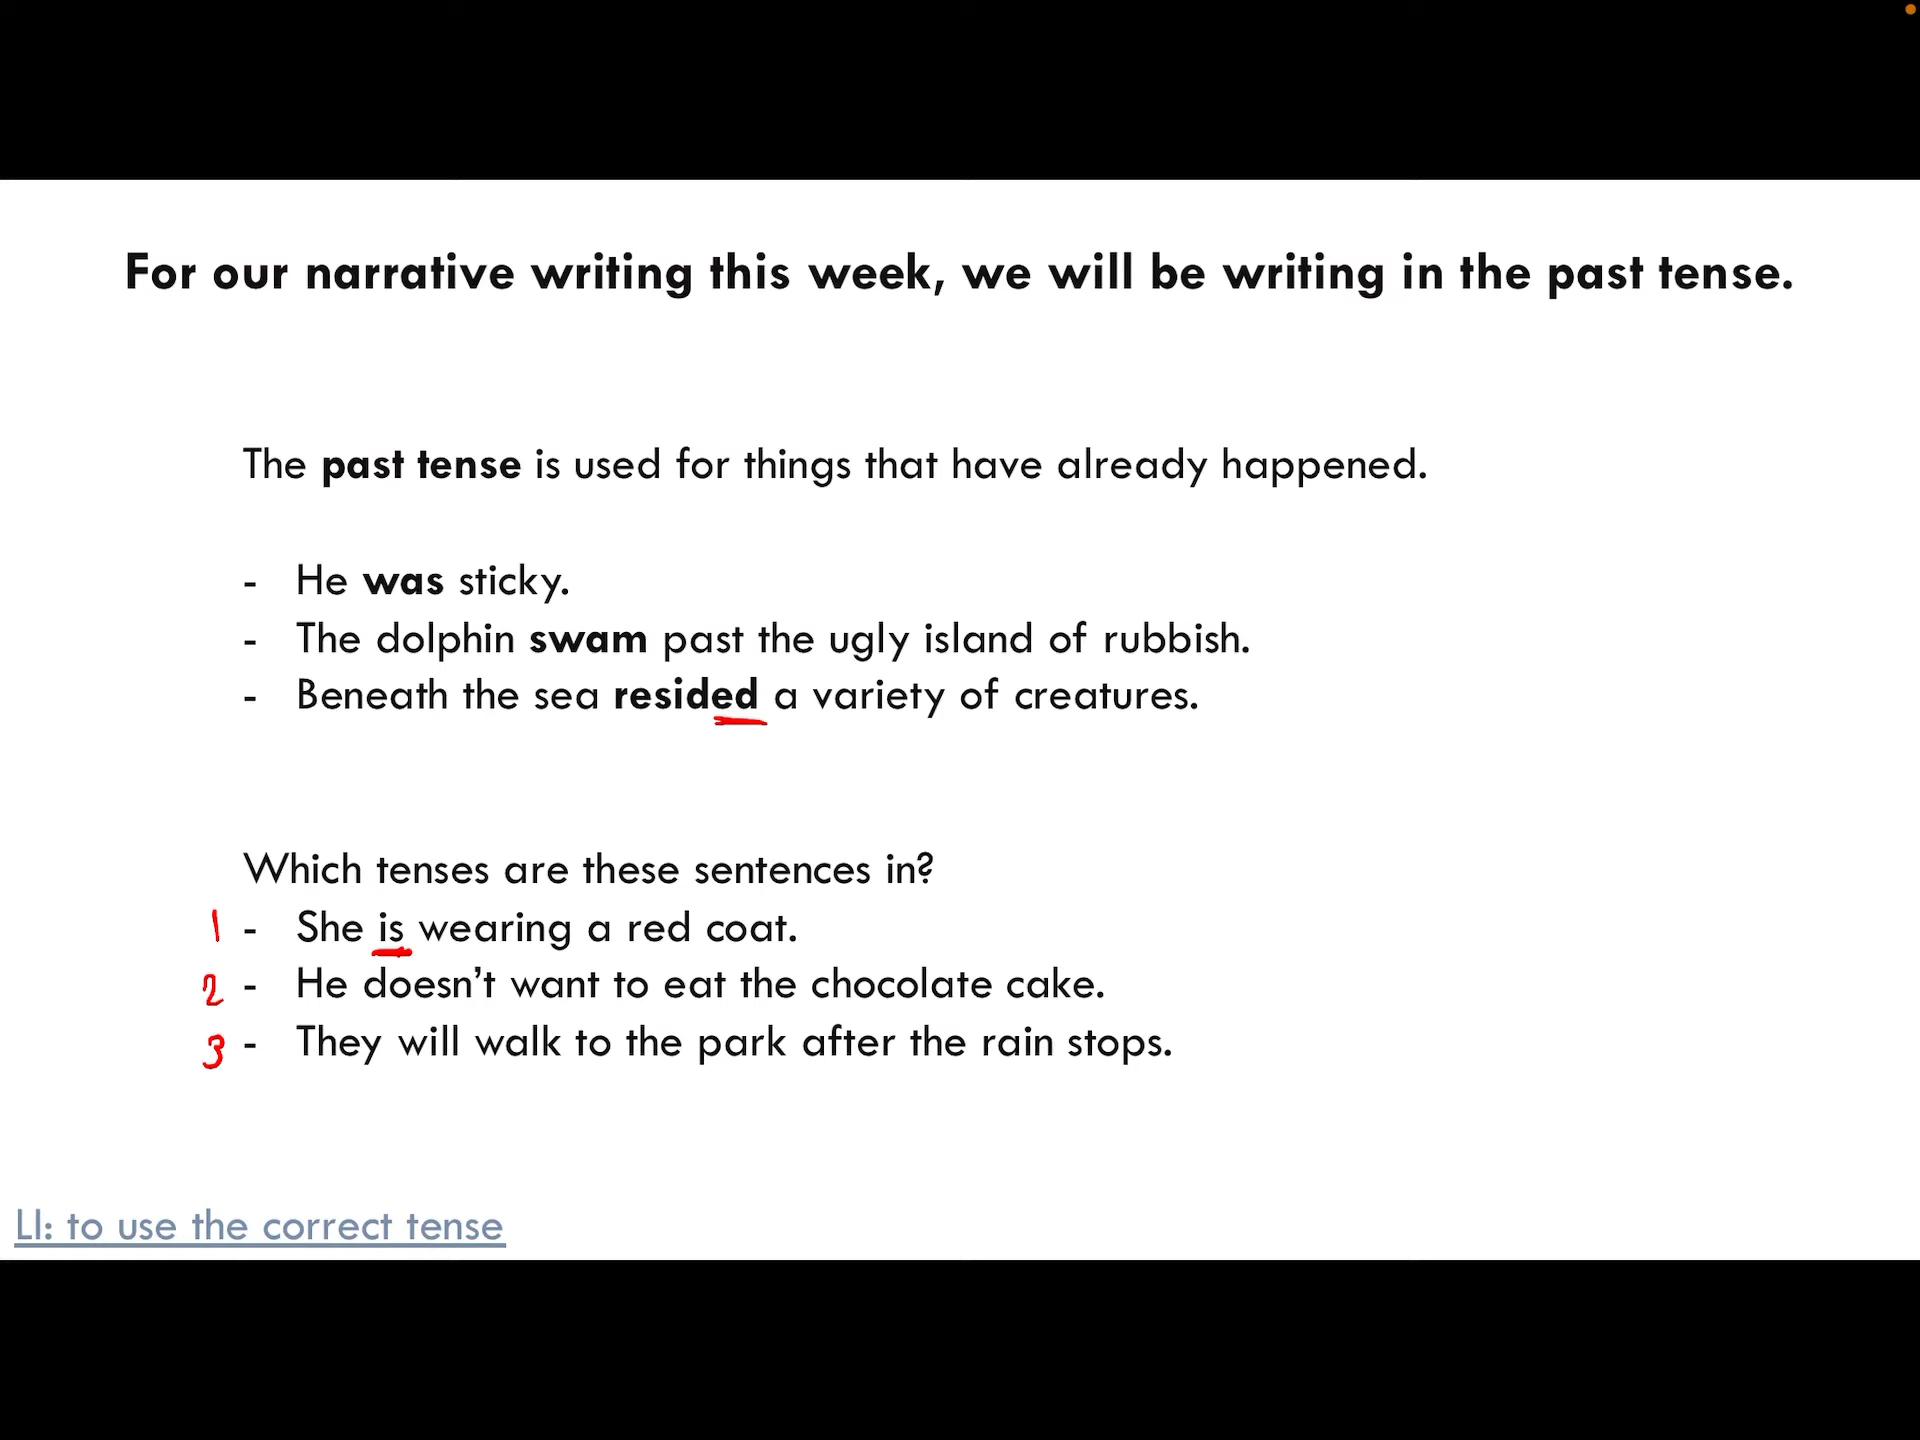 For our narrative writing this week, we will be writing in the past tense.
The past tense is used for things that have already happened.
- He was sticky.
- The dolphin swam past the ugly island of rubbish.
- Beneath the sea resided a variety of creatures.
Which tenses are these sentences in?
1 - She is wearing a red coat.
2 - He doesn't want to eat the chocolate cake.
3 - They will walk to the park after the rain stops.
LI: to use the correct tense